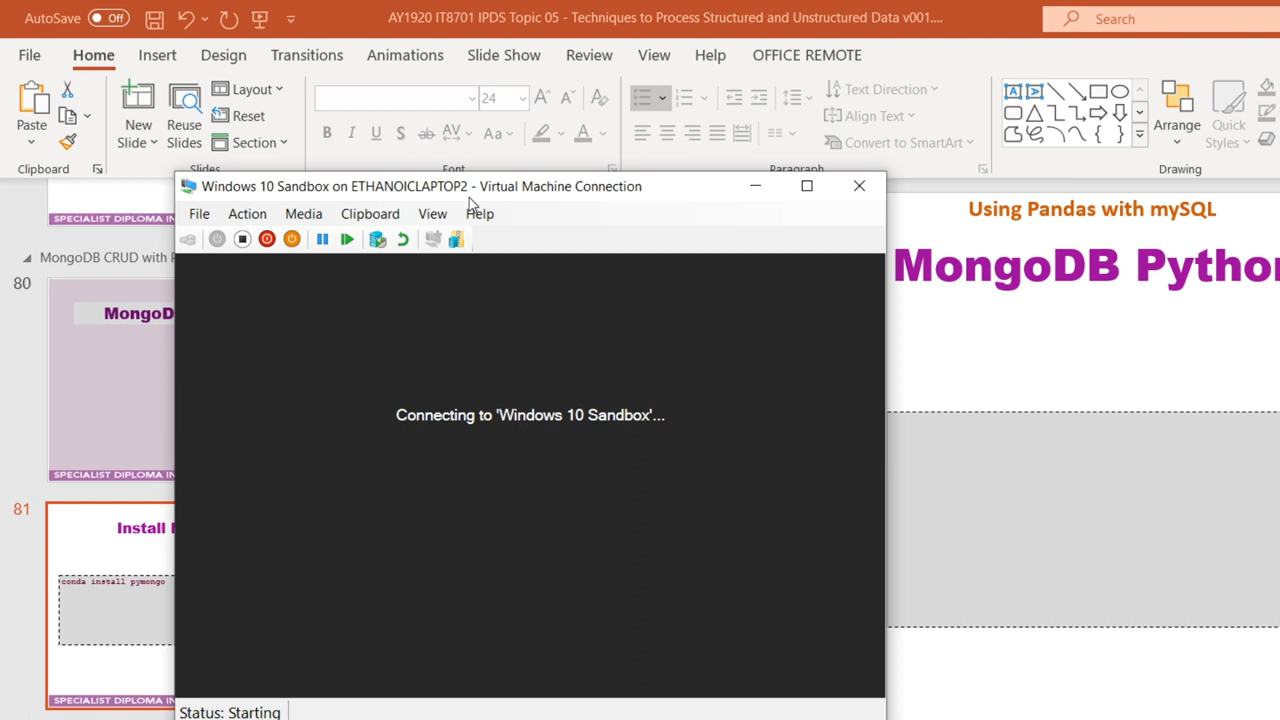 AutoSave Off
AY1920 IT8701 IPDS Topic 05 - Techniques to Process Structured and Unstructured Data v001....
Search
File Home Insert Design Transitions Animations Slide Show Review View Help OFFICE REMOTE
Paste
New Slide
Reuse Slides
Layout
Reset
Section
24
B I U S ab AV Aa A
Text Direction
Align Text
Convert to SmartArt
Arrange
Quick Styles
Clipboard Slides Font Paragraph Drawing
Windows 10 Sandbox on ETHANOICLAPTOP2 - Virtual Machine Connection
File Action Media Clipboard View Help
Connecting to 'Windows 10 Sandbox'...
Status: Starting
SPECIALIST DIPLOMA IN
MongoDB CRUD with
80
MongoD
SPECIALIST DIPLOMA IN
81
Install
conda install pymongo
SPECIALIST DIPLOMA IN
Using Pandas with mySQL
MongoDB Python